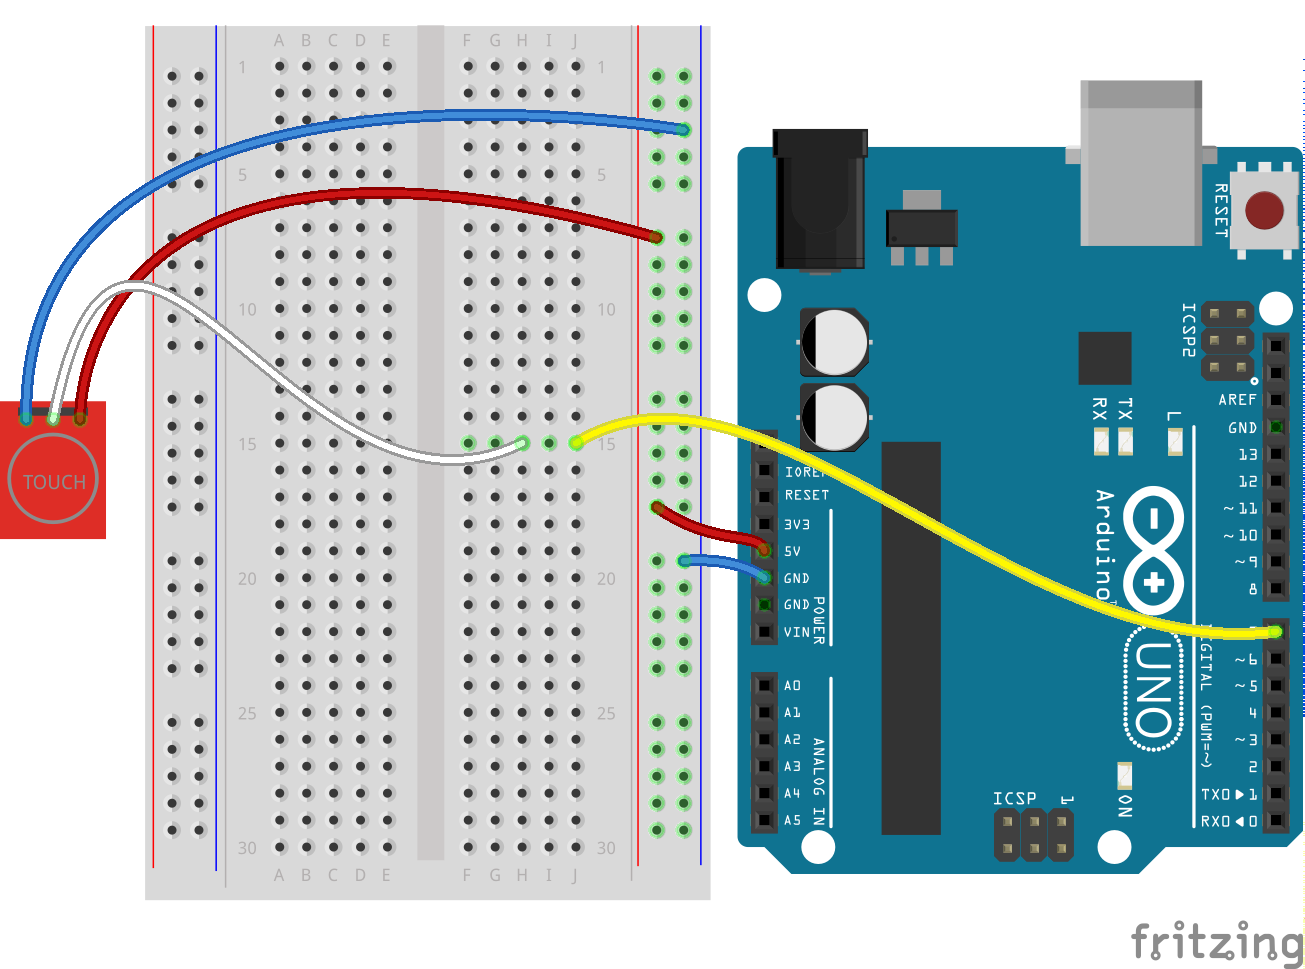 A B C D E F G H I J
1 1
5 5
10 10
15 15
20 20
25 25
30 30
A B C D E F G H I J
TOUCH
RESET
ICSP2
AREF
GND
13
12
~11
~10
~9
8
~6
~5
4
~3
2
TX0▶1
RX0◀0
RX TX L
Arduino
UNO
(PWM=~)
RESET
3V3
5V
GND
GND
VIN
POWER
A0
A1
A2
A3
A4
A5
ANALOG IN
ICSP 1
ON
fritzing